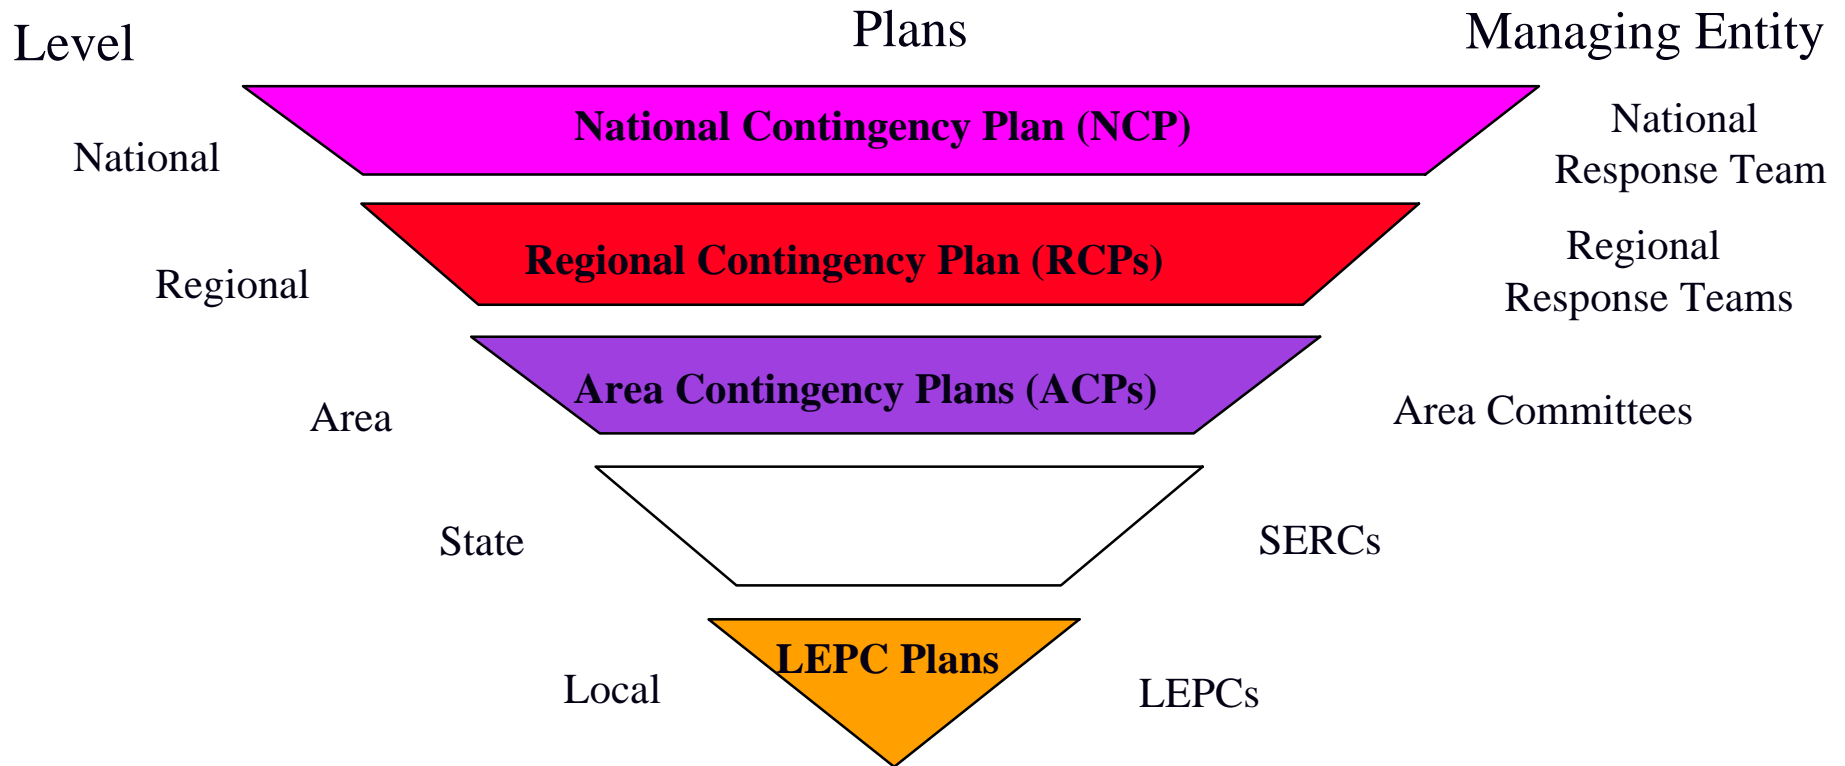 Level
Plans
Managing Entity
National
National Contingency Plan (NCP)
National
Response Team
Regional
Regional Contingency Plan (RCPs)
Regional
Response Teams
Area
Area Contingency Plans (ACPs)
Area Committees
State
SERCs
Local
LEPC Plans
LEPCs